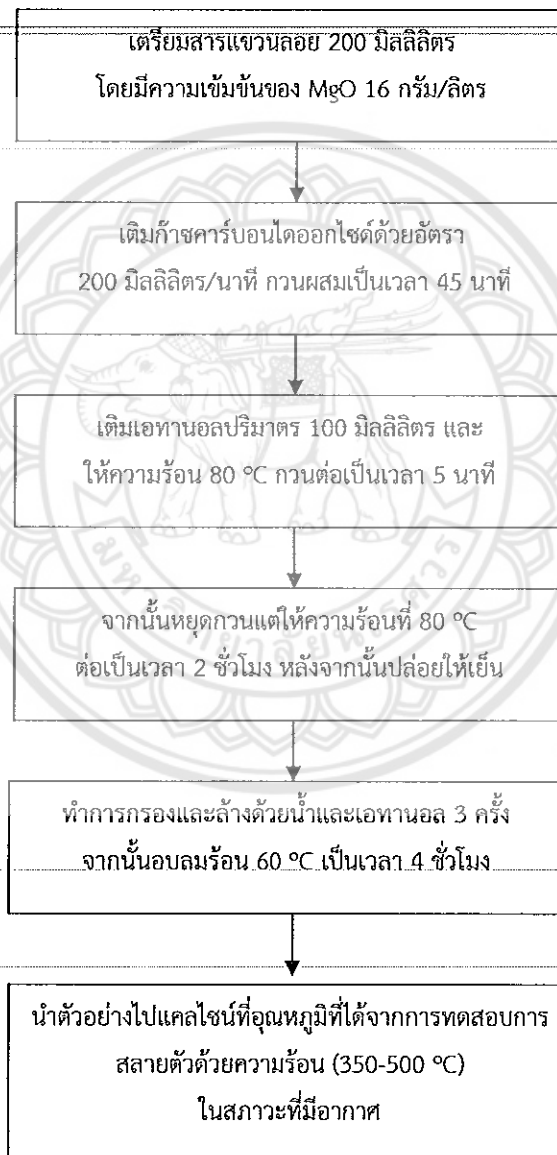 เตรียมสารแขวนลอย 200 มิลลิลิตร
โดยมีความเข้มข้นของ MgO 16 กรัม/ลิตร
เติมก๊าซคาร์บอนไดออกไซด์ด้วยอัตรา
200 มิลลิลิตร/นาที กวนผสมเป็นเวลา 45 นาที
เติมเอทานอลปริมาตร 100 มิลลิลิตร และ
ให้ความร้อน 80 °C กวนต่อเป็นเวลา 5 นาที
จากนั้นหยุดกวนแต่ให้ความร้อนที่ 80 °C
ต่อเป็นเวลา 2 ชั่วโมง หลังจากนั้นปล่อยให้เย็น
ทำการกรองและล้างด้วยน้ำและเอทานอล 3 ครั้ง
จากนั้นอบลมร้อน 60 °C เป็นเวลา 4 ชั่วโมง
นำตัวอย่างไปแคลไซน์ที่อุณหภูมิที่ได้จากการทดสอบการ
สลายตัวด้วยความร้อน (350-500 °C)
ในสภาวะที่มีอากาศ